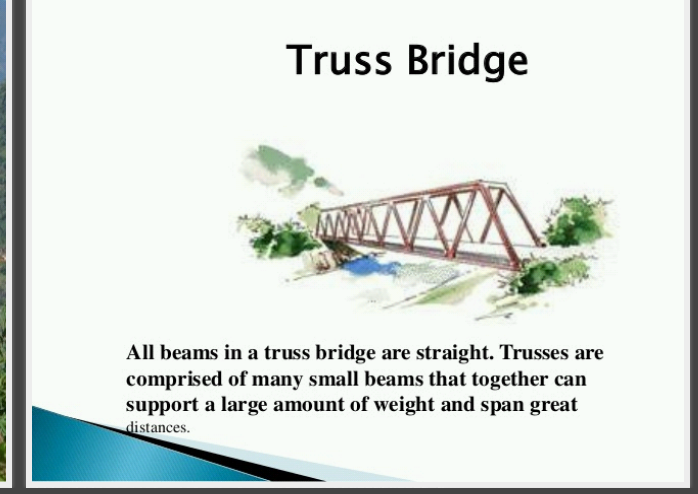 Truss Bridge
All beams in a truss bridge are straight. Trusses are
comprised of many small beams that together can
support a large amount of weight and span great
distances.